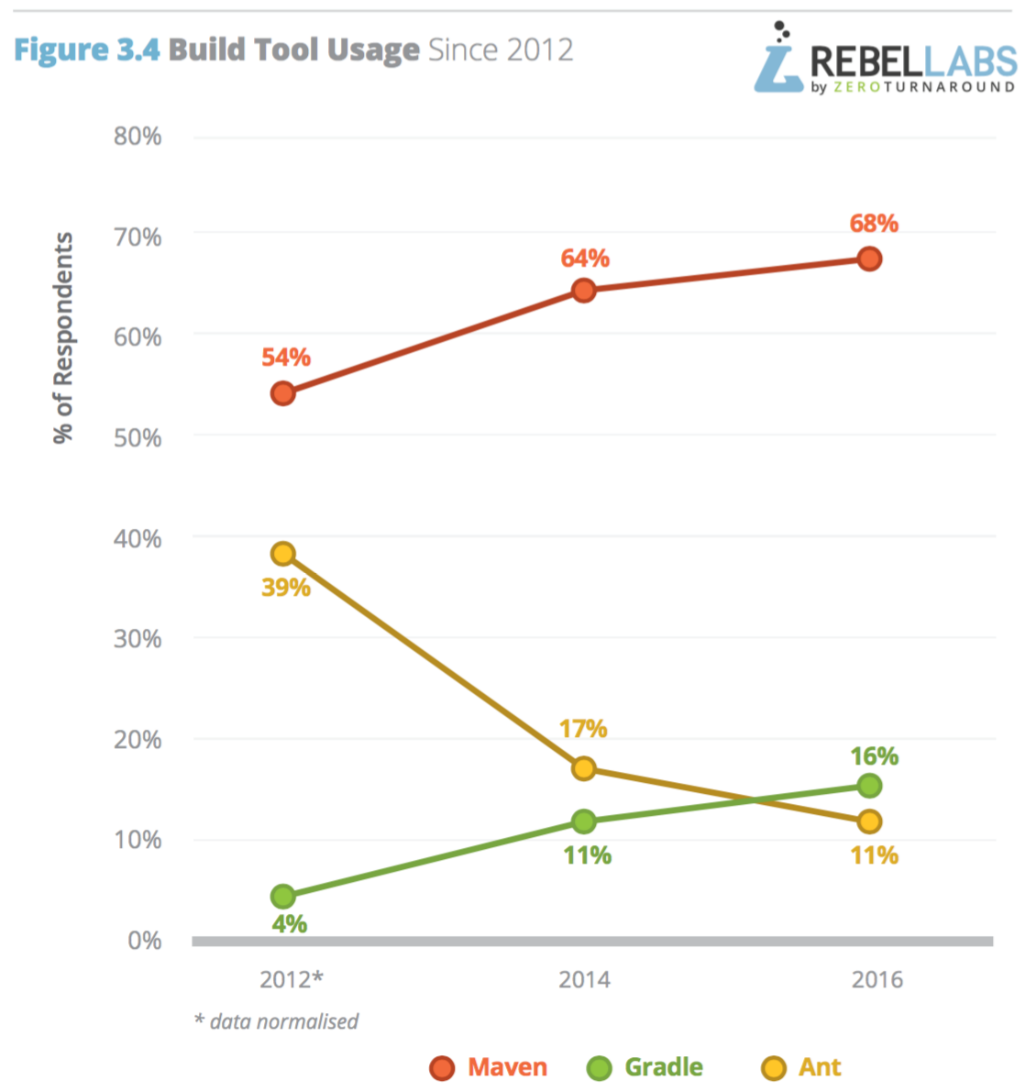 Figure 3.4 Build Tool Usage Since 2012
REBELLABS
by ZEROTURNAROUND
80%
70%
60%
50%
40%
30%
20%
10%
0%
% of Respondents
54%
64%
68%
39%
17%
11%
4%
11%
16%
2012*
2014
2016
* data normalised
Maven
Gradle
Ant